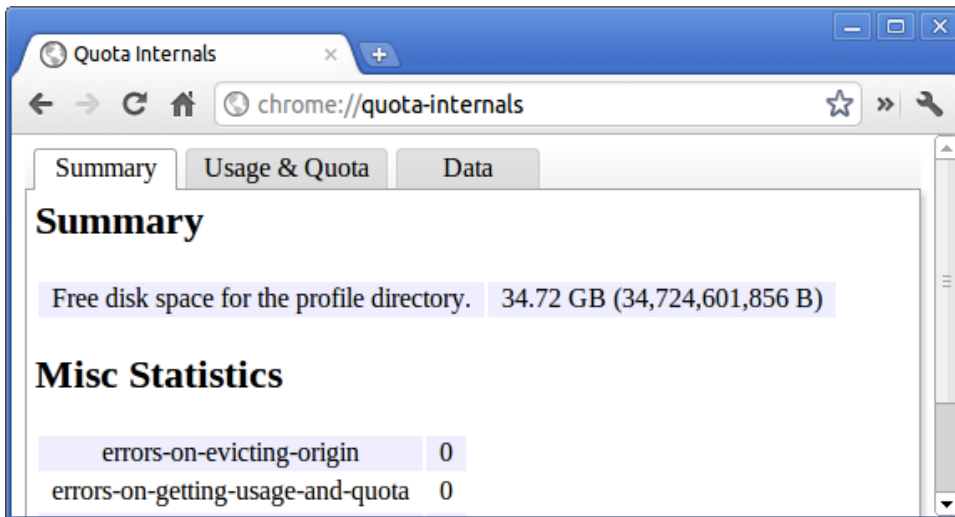 Quota Internals
chrome://quota-internals
Summary Usage & Quota Data
Summary
Free disk space for the profile directory. 34.72 GB (34,724,601,856 B)
Misc Statistics
errors-on-evicting-origin 0
errors-on-getting-usage-and-quota 0